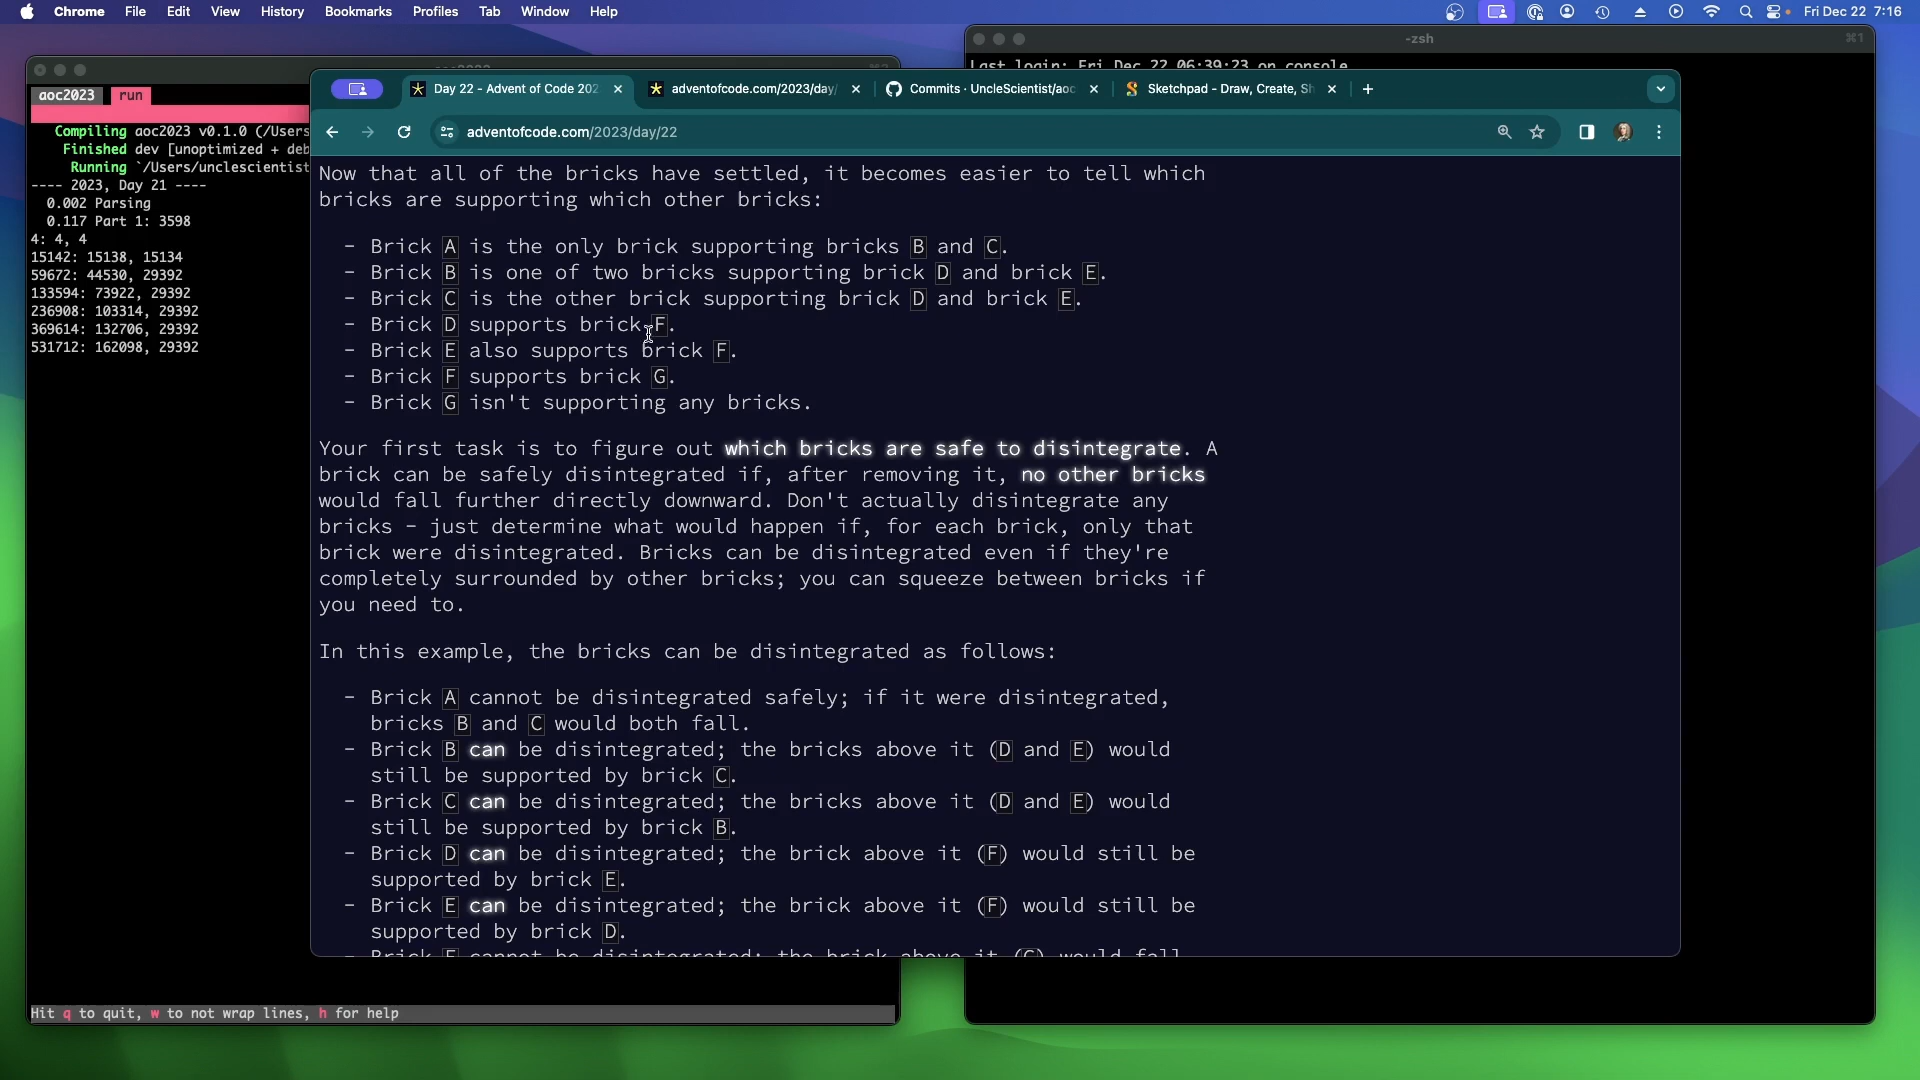 Chrome File Edit View History Bookmarks Profiles Tab Window Help
Fri Dec 22 7:16
-zsh
⌘1
Last login: Fri Dec 22 06:39:23 on console
aoc2023 run
Compiling aoc2023 v0.1.0 (/Users
Finished dev [unoptimized + deb
Running `/Users/unclescientist
---- 2023, Day 21 ----
0.002 Parsing
0.117 Part 1: 3598
4: 4, 4
15142: 15138, 15134
59672: 44530, 29392
133594: 73922, 29392
236908: 103314, 29392
369614: 132706, 29392
531712: 162098, 29392
Hit q to quit, w to not wrap lines, h for help
Day 22 - Advent of Code 202
adventofcode.com/2023/day/
Commits · UncleScientist/aoc
Sketchpad - Draw, Create, Sh
adventofcode.com/2023/day/22
Now that all of the bricks have settled, it becomes easier to tell which
bricks are supporting which other bricks:
- Brick A is the only brick supporting bricks B and C.
- Brick B is one of two bricks supporting brick D and brick E.
- Brick C is the other brick supporting brick D and brick E.
- Brick D supports brick F.
- Brick E also supports brick F.
- Brick F supports brick G.
- Brick G isn't supporting any bricks.
Your first task is to figure out which bricks are safe to disintegrate. A
brick can be safely disintegrated if, after removing it, no other bricks
would fall further directly downward. Don't actually disintegrate any
bricks - just determine what would happen if, for each brick, only that
brick were disintegrated. Bricks can be disintegrated even if they're
completely surrounded by other bricks; you can squeeze between bricks if
you need to.
In this example, the bricks can be disintegrated as follows:
- Brick A cannot be disintegrated safely; if it were disintegrated,
bricks B and C would both fall.
- Brick B can be disintegrated; the bricks above it (D and E) would
still be supported by brick C.
- Brick C can be disintegrated; the bricks above it (D and E) would
still be supported by brick B.
- Brick D can be disintegrated; the brick above it (F) would still be
supported by brick E.
- Brick E can be disintegrated; the brick above it (F) would still be
supported by brick D.
- Brick F cannot be disintegrated; the brick above it (G) would fall.